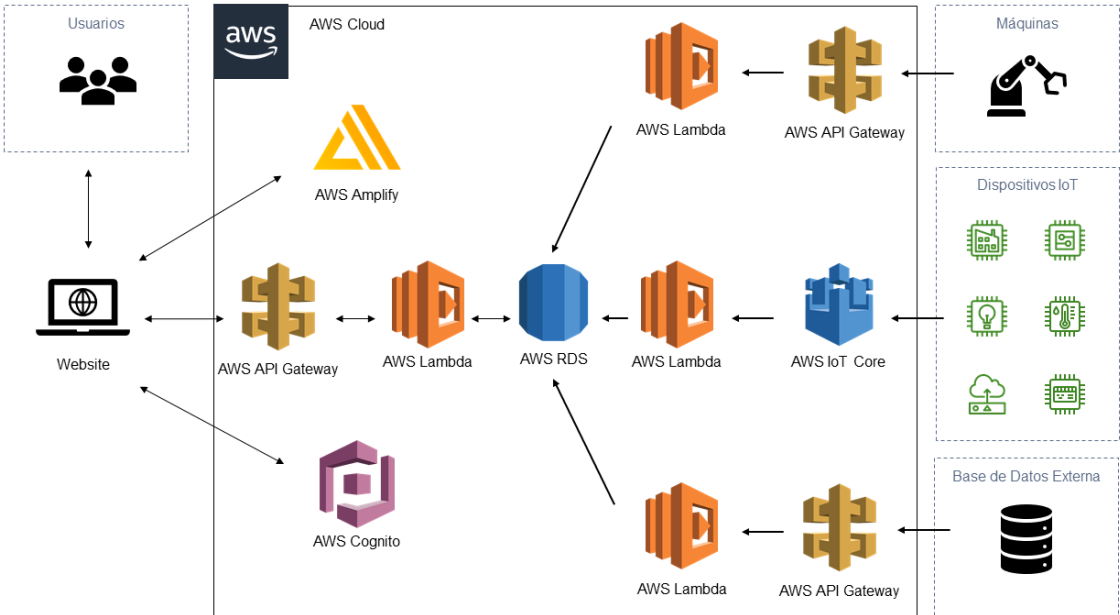 Usuarios
aws
AWS Cloud
Máquinas
AWS Lambda
AWS API Gateway
AWS Amplify
Dispositivos IoT
Website
AWS API Gateway
AWS Lambda
AWS RDS
AWS Lambda
AWS IoT Core
Base de Datos Externa
AWS Cognito
AWS Lambda
AWS API Gateway